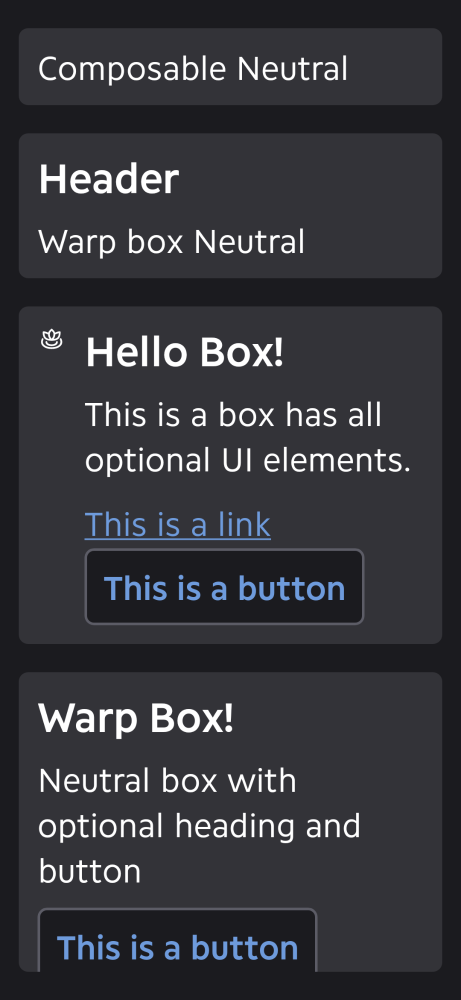 Composable Neutral
Header
Warp box Neutral
Hello Box!
This is a box has all
optional UI elements.
This is a link
This is a button
Warp Box!
Neutral box with
optional heading and
button
This is a button